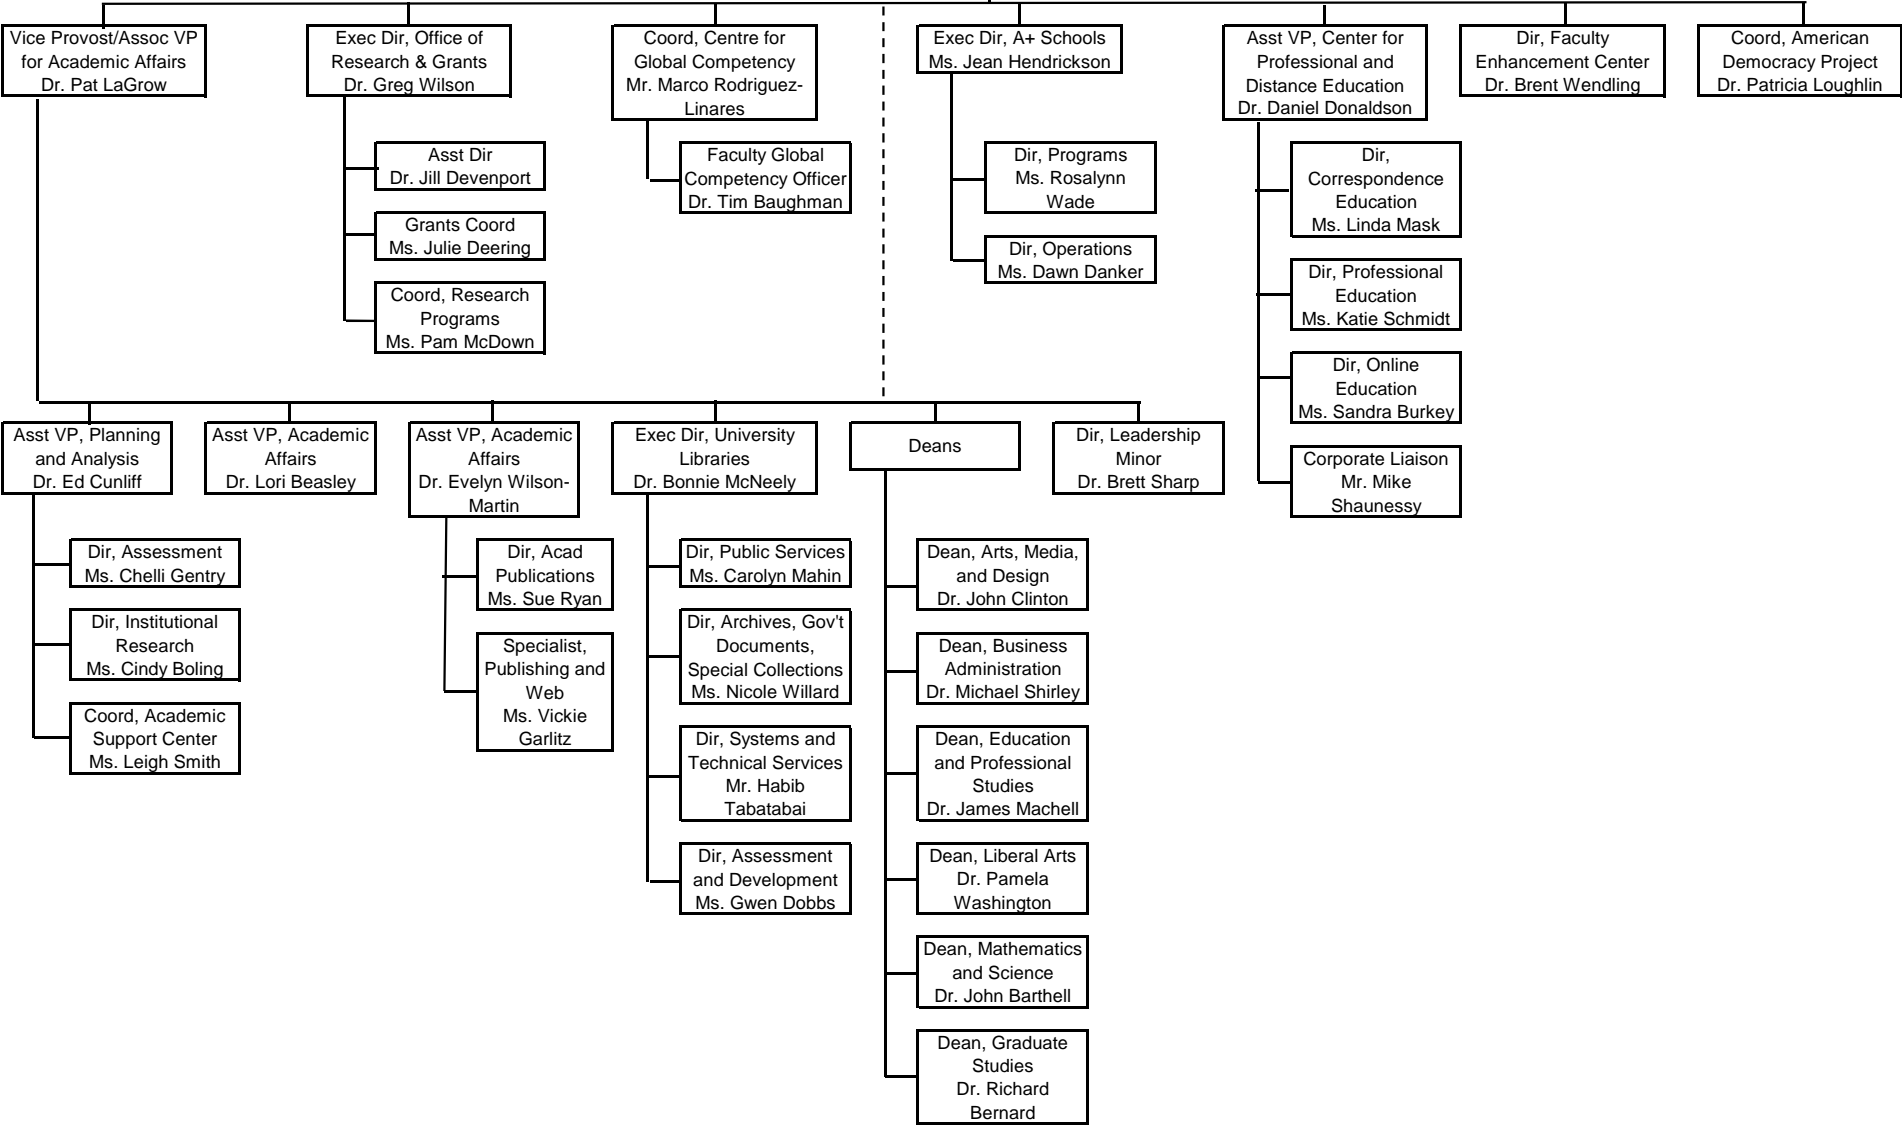 Vice Provost/Assoc VP
for Academic Affairs
Dr. Pat LaGrow
Exec Dir, Office of
Research & Grants
Dr. Greg Wilson
Coord, Centre for
Global Competency
Mr. Marco Rodriguez-
Linares
Exec Dir, A+ Schools
Ms. Jean Hendrickson
Asst VP, Center for
Professional and
Distance Education
Dr. Daniel Donaldson
Dir, Faculty
Enhancement Center
Dr. Brent Wendling
Coord, American
Democracy Project
Dr. Patricia Loughlin
Asst Dir
Dr. Jill Devenport
Grants Coord
Ms. Julie Deering
Coord, Research
Programs
Ms. Pam McDown
Faculty Global
Competency Officer
Dr. Tim Baughman
Dir, Programs
Ms. Rosalynn
Wade
Dir, Operations
Ms. Dawn Danker
Dir,
Correspondence
Education
Ms. Linda Mask
Dir, Professional
Education
Ms. Katie Schmidt
Dir, Online
Education
Ms. Sandra Burkey
Corporate Liaison
Mr. Mike
Shaunessy
Asst VP, Planning
and Analysis
Dr. Ed Cunliff
Asst VP, Academic
Affairs
Dr. Lori Beasley
Asst VP, Academic
Affairs
Dr. Evelyn Wilson-
Martin
Exec Dir, University
Libraries
Dr. Bonnie McNeely
Deans
Dir, Leadership
Minor
Dr. Brett Sharp
Dir, Assessment
Ms. Chelli Gentry
Dir, Institutional
Research
Ms. Cindy Boling
Coord, Academic
Support Center
Ms. Leigh Smith
Dir, Acad
Publications
Ms. Sue Ryan
Specialist,
Publishing and
Web
Ms. Vickie
Garlitz
Dir, Public Services
Ms. Carolyn Mahin
Dir, Archives, Gov't
Documents,
Special Collections
Ms. Nicole Willard
Dir, Systems and
Technical Services
Mr. Habib
Tabatabai
Dir, Assessment
and Development
Ms. Gwen Dobbs
Dean, Arts, Media,
and Design
Dr. John Clinton
Dean, Business
Administration
Dr. Michael Shirley
Dean, Education
and Professional
Studies
Dr. James Machell
Dean, Liberal Arts
Dr. Pamela
Washington
Dean, Mathematics
and Science
Dr. John Barthell
Dean, Graduate
Studies
Dr. Richard
Bernard